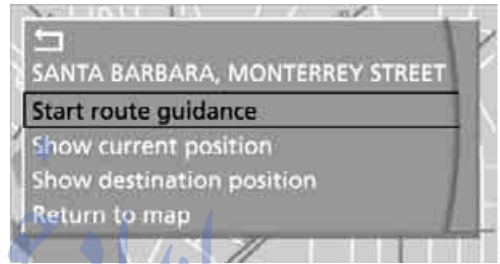 SANTA BARBARA, MONTERREY STREET
Start route guidance
Show current position
Show destination position
Return to map